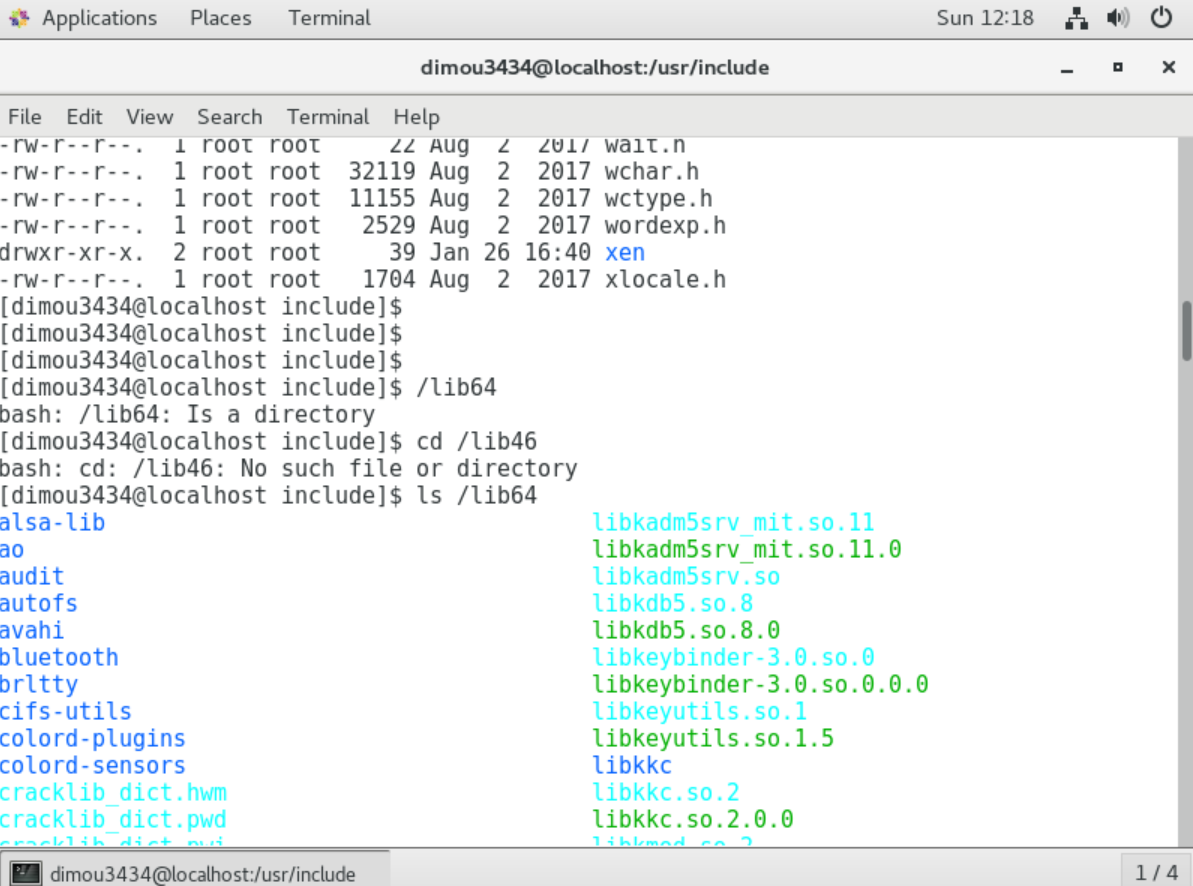 Applications Places Terminal Sun 12:18
dimou3434@localhost:/usr/include
File Edit View Search Terminal Help
-rw-r--r--. 1 root root 22 Aug 2 2017 wait.h
-rw-r--r--. 1 root root 32119 Aug 2 2017 wchar.h
-rw-r--r--. 1 root root 11155 Aug 2 2017 wctype.h
-rw-r--r--. 1 root root 2529 Aug 2 2017 wordexp.h
drwxr-xr-x. 2 root root 39 Jan 26 16:40 xen
-rw-r--r--. 1 root root 1704 Aug 2 2017 xlocale.h
[dimou3434@localhost include]$
[dimou3434@localhost include]$
[dimou3434@localhost include]$
[dimou3434@localhost include]$ /lib64
bash: /lib64: Is a directory
[dimou3434@localhost include]$ cd /lib46
bash: cd: /lib46: No such file or directory
[dimou3434@localhost include]$ ls /lib64
alsa-lib libkadm5srv_mit.so.11
ao libkadm5srv_mit.so.11.0
audit libkadm5srv.so
autofs libkdb5.so.8
avahi libkdb5.so.8.0
bluetooth libkeybinder-3.0.so.0
brltty libkeybinder-3.0.so.0.0.0
cifs-utils libkeyutils.so.1
colord-plugins libkeyutils.so.1.5
colord-sensors libkkc
cracklib_dict.hwm libkkc.so.2
cracklib_dict.pwd libkkc.so.2.0.0
cracklib_dict.pwi libkmod.so.2
dimou3434@localhost:/usr/include 1 / 4